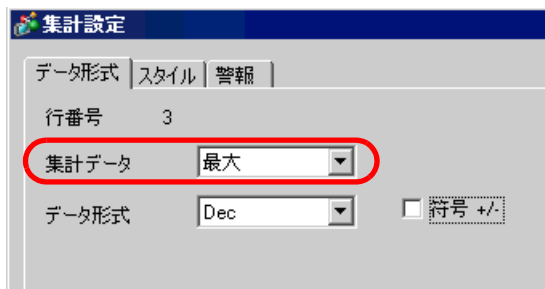 集計設定
データ形式 スタイル 警報
行番号 3
集計データ 最大
データ形式 Dec 符号 +/-